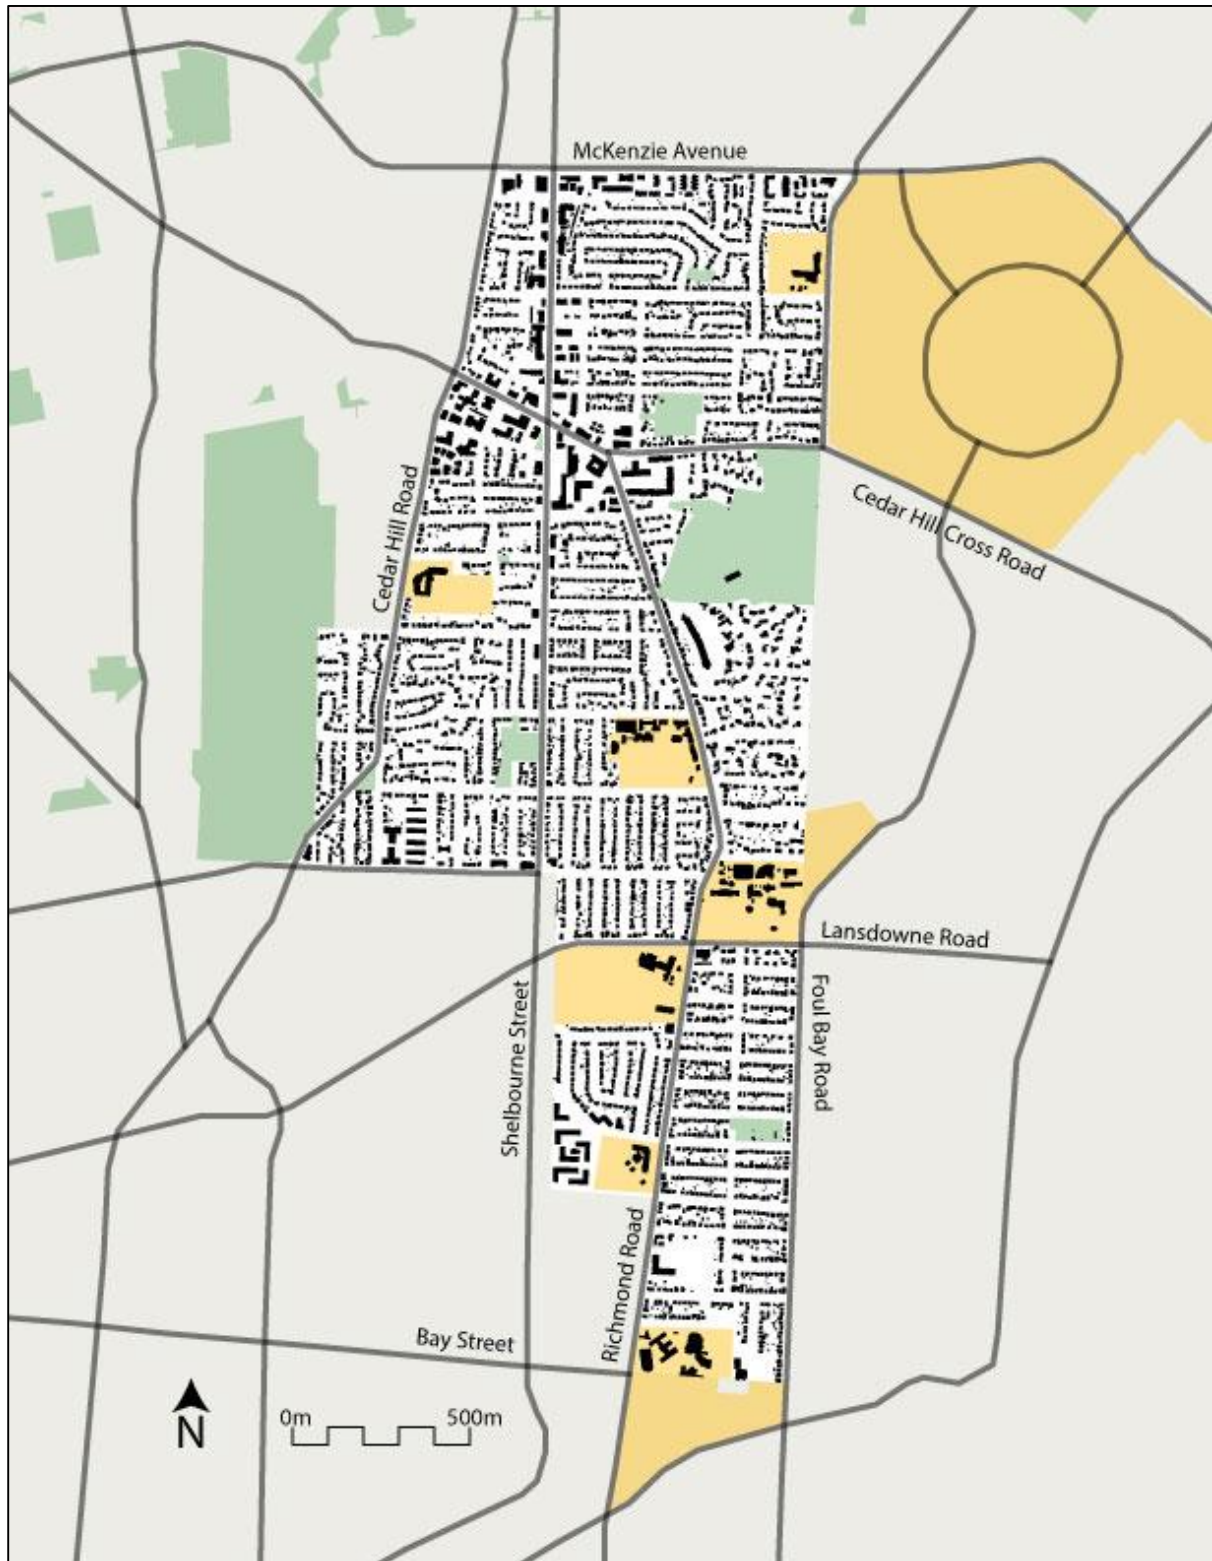 McKenzie Avenue
Cedar Hill Road
Cedar Hill Cross Road
Lansdowne Road
Shelbourne Street
Foul Bay Road
Richmond Road
Bay Street
N
0m 500m